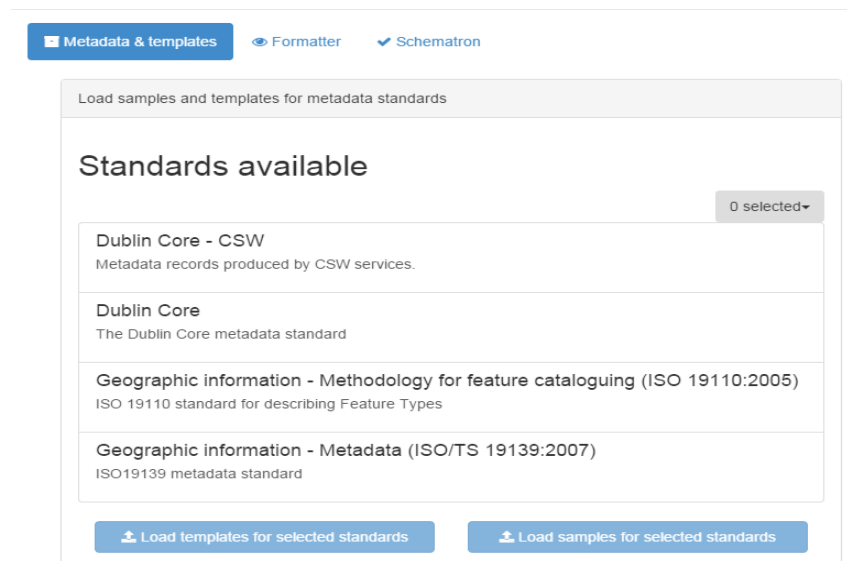 Metadata & templates Formatter Schematron
Load samples and templates for metadata standards
Standards available
0 selected
Dublin Core - CSW
Metadata records produced by CSW services.
Dublin Core
The Dublin Core metadata standard
Geographic information - Methodology for feature cataloguing (ISO 19110:2005)
ISO 19110 standard for describing Feature Types
Geographic information - Metadata (ISO/TS 19139:2007)
ISO19139 metadata standard
Load templates for selected standards Load samples for selected standards